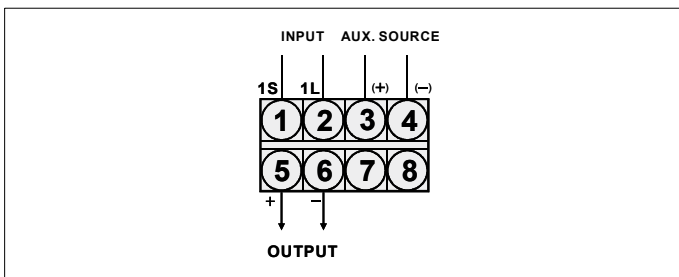 INPUT AUX. SOURCE
1S 1L (+) (−)
1 2 3 4
5 6 7 8
+ −
OUTPUT